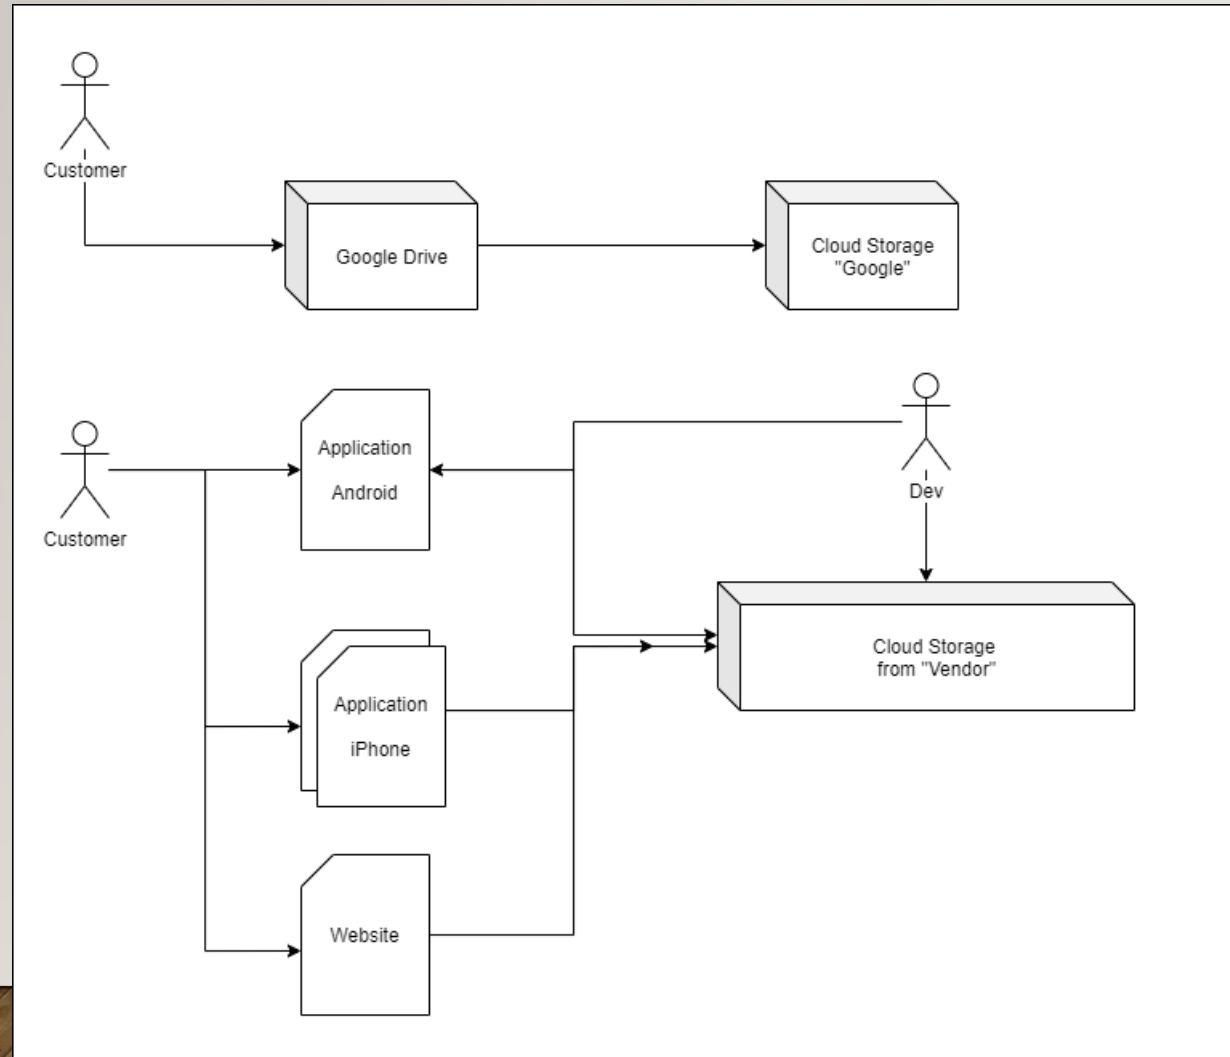 Customer
Google Drive
Cloud Storage
"Google"
Customer
Application
Android
Dev
Cloud Storage
from "Vendor"
Application
iPhone
Website